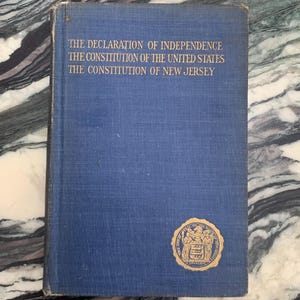 THE DECLARATION OF INDEPENDENCE
THE CONSTITUTION OF THE UNITED STATES
THE CONSTITUTION OF NEW JERSEY